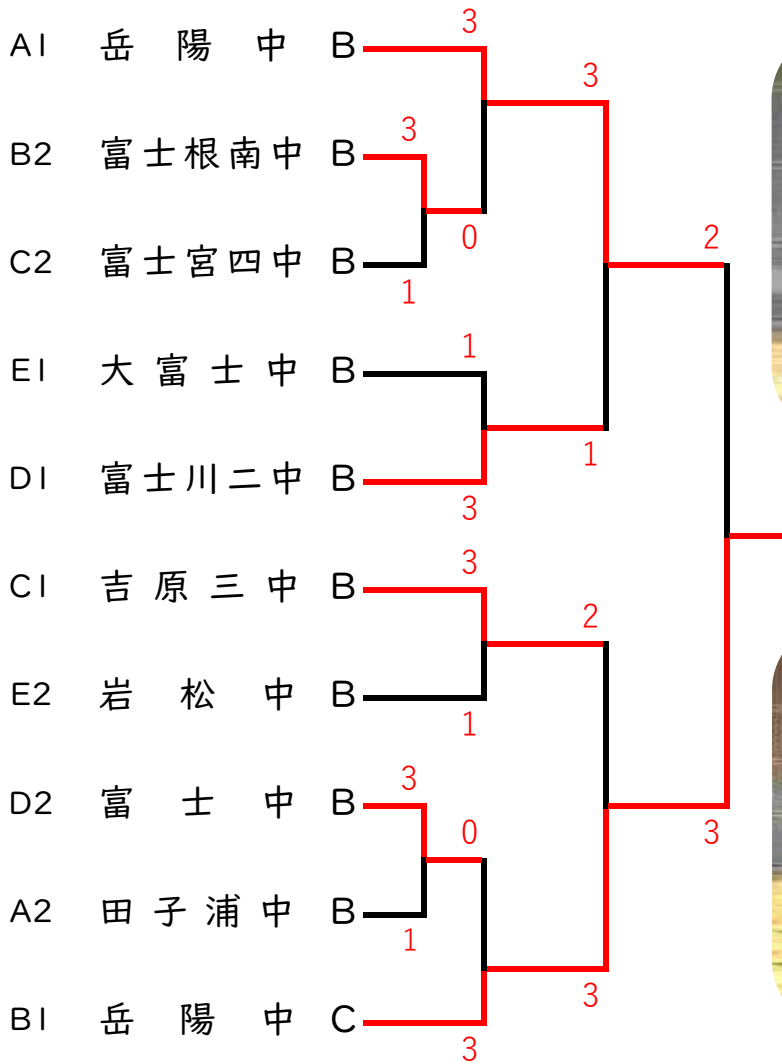 3
A1 岳陽中 B
3
3
B2 富士根南中 B
0
2
C2 富士宮四中 B
1
1
E1 大富士中 B
1
D1 富士川二中 B
3
3
C1 吉原三中 B
2
E2 岩松中 B
1
3
D2 富士中 B
0
3
A2 田子浦中 B
1
3
B1 岳陽中 C
3